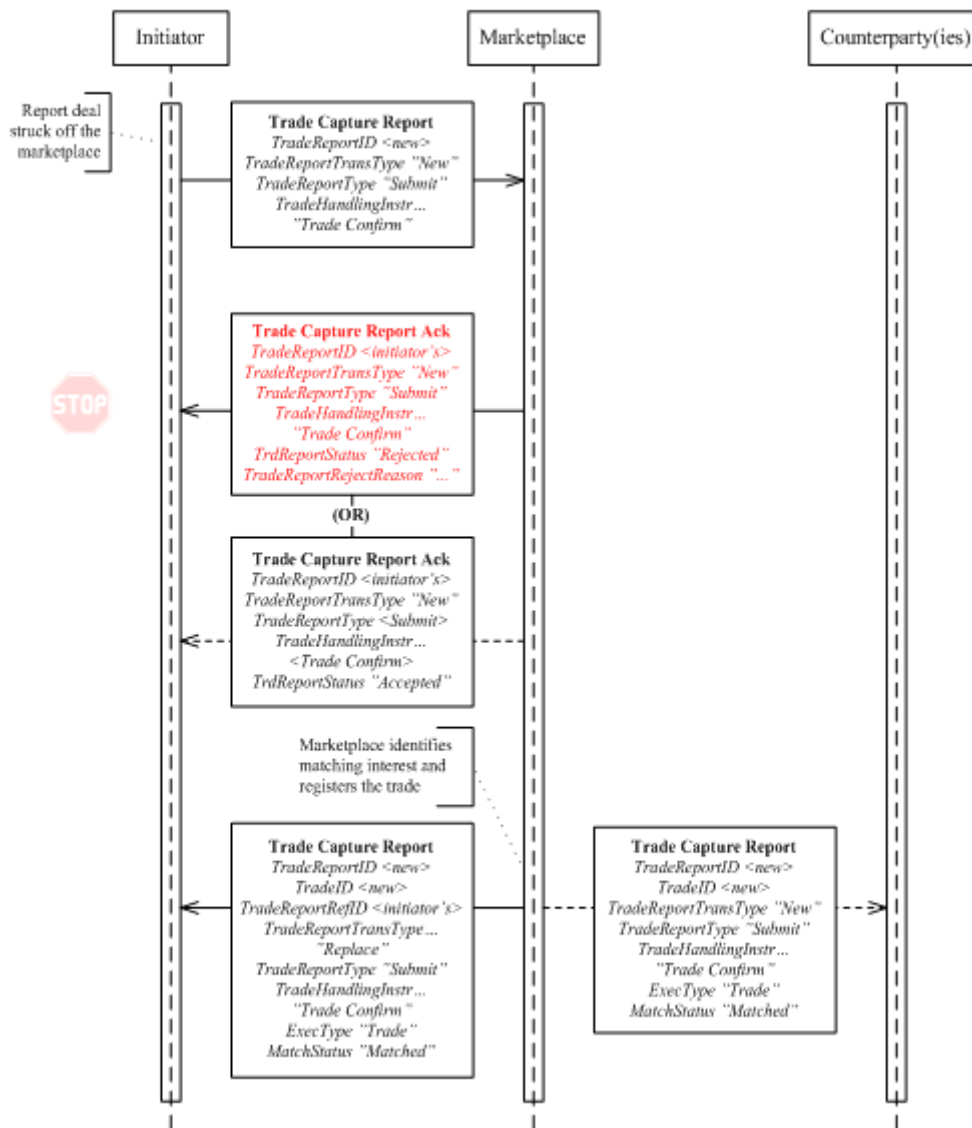 Initiator
Marketplace
Counterparty(ies)
Report deal
struck off the
marketplace
Trade Capture Report
TradeReportID <new>
TradeReportTransType "New"
TradeReportType "Submit"
TradeHandlingInstr...
"Trade Confirm"
STOP
Trade Capture Report Ack
TradeReportID <initiator's>
TradeReportTransType "New"
TradeReportType "Submit"
TradeHandlingInstr...
"Trade Confirm"
TrdReportStatus "Rejected"
TradeReportRejectReason "..."
(OR)
Trade Capture Report Ack
TradeReportID <initiator's>
TradeReportTransType "New"
TradeReportType <Submit>
TradeHandlingInstr...
<Trade Confirm>
TrdReportStatus "Accepted"
Marketplace identifies
matching interest and
registers the trade
Trade Capture Report
TradeReportID <new>
TradeID <new>
TradeReportRefID <initiator's>
TradeReportTransType...
"Replace"
TradeReportType "Submit"
TradeHandlingInstr...
"Trade Confirm"
ExecType "Trade"
MatchStatus "Matched"
Trade Capture Report
TradeReportID <new>
TradeID <new>
TradeReportTransType "New"
TradeReportType "Submit"
TradeHandlingInstr...
"Trade Confirm"
ExecType "Trade"
MatchStatus "Matched"